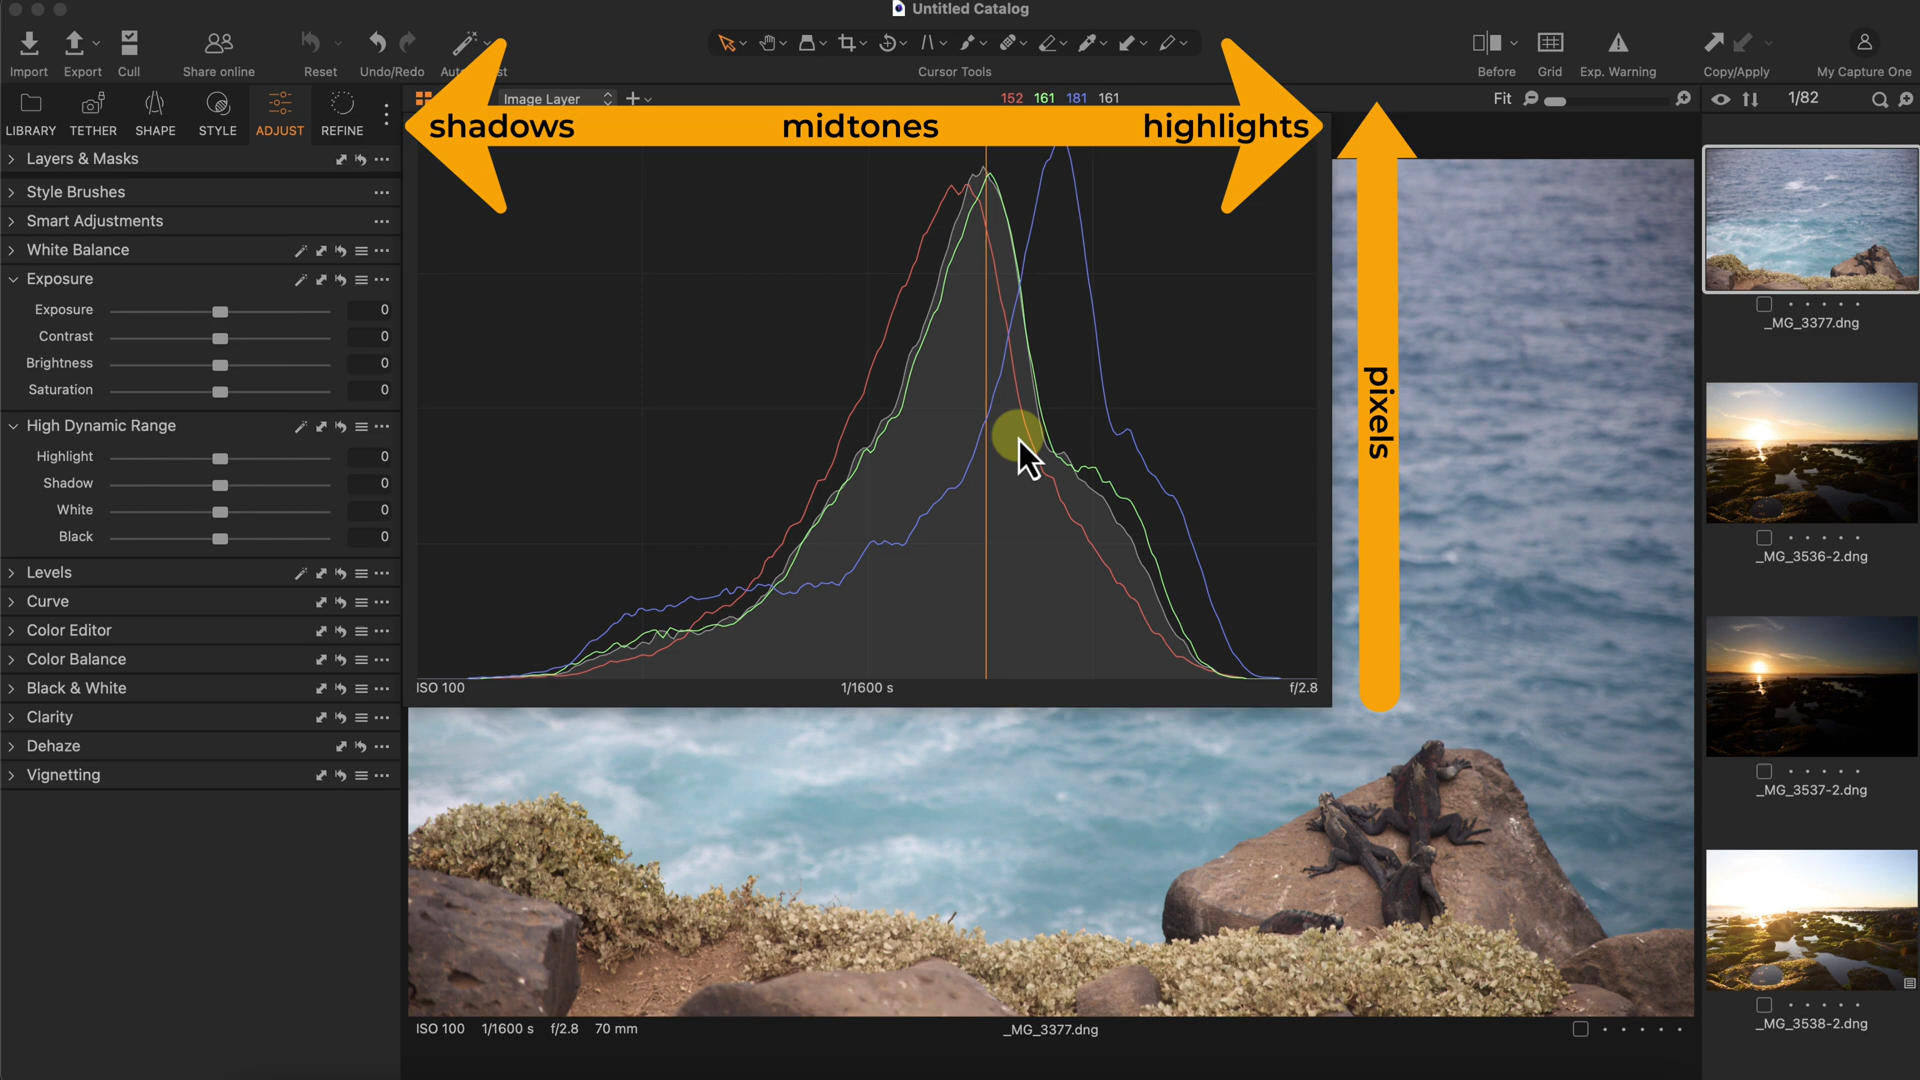 Untitled Catalog
Import
Export
Cull
Share online
Reset
Undo/Redo
Cursor Tools
Before
Grid
Exp. Warning
Copy/Apply
My Capture One
LIBRARY
TETHER
SHAPE
STYLE
ADJUST
REFINE
Image Layer
152 161 181 161
Fit
1/82
shadows
midtones
highlights
pixels
Layers & Masks
Style Brushes
Smart Adjustments
White Balance
Exposure
Exposure 0
Contrast 0
Brightness 0
Saturation 0
High Dynamic Range
Highlight 0
Shadow 0
White 0
Black 0
Levels
Curve
Color Editor
Color Balance
Black & White
Clarity
Dehaze
Vignetting
ISO 100
1/1600 s
f/2.8
ISO 100 1/1600 s f/2.8 70 mm
_MG_3377.dng
_MG_3377.dng
_MG_3536-2.dng
_MG_3537-2.dng
_MG_3538-2.dng